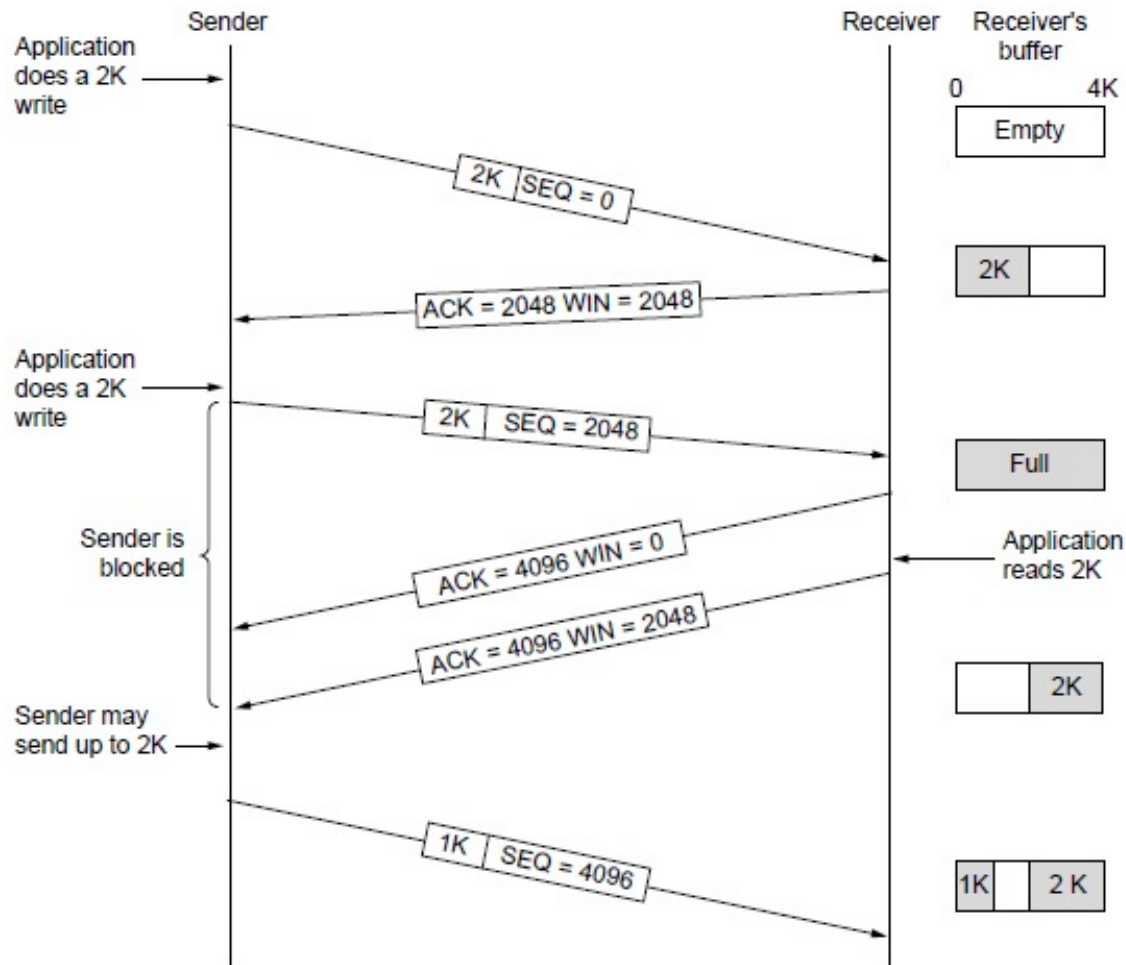 Sender
Receiver
Receiver's
buffer
Application
does a 2K
write
0
4K
Empty
2K SEQ = 0
2K
ACK = 2048 WIN = 2048
Application
does a 2K
write
2K SEQ = 2048
Full
Sender is
blocked
ACK = 4096 WIN = 0
Application
reads 2K
ACK = 4096 WIN = 2048
2K
Sender may
send up to 2K
1K SEQ = 4096
1K
2 K